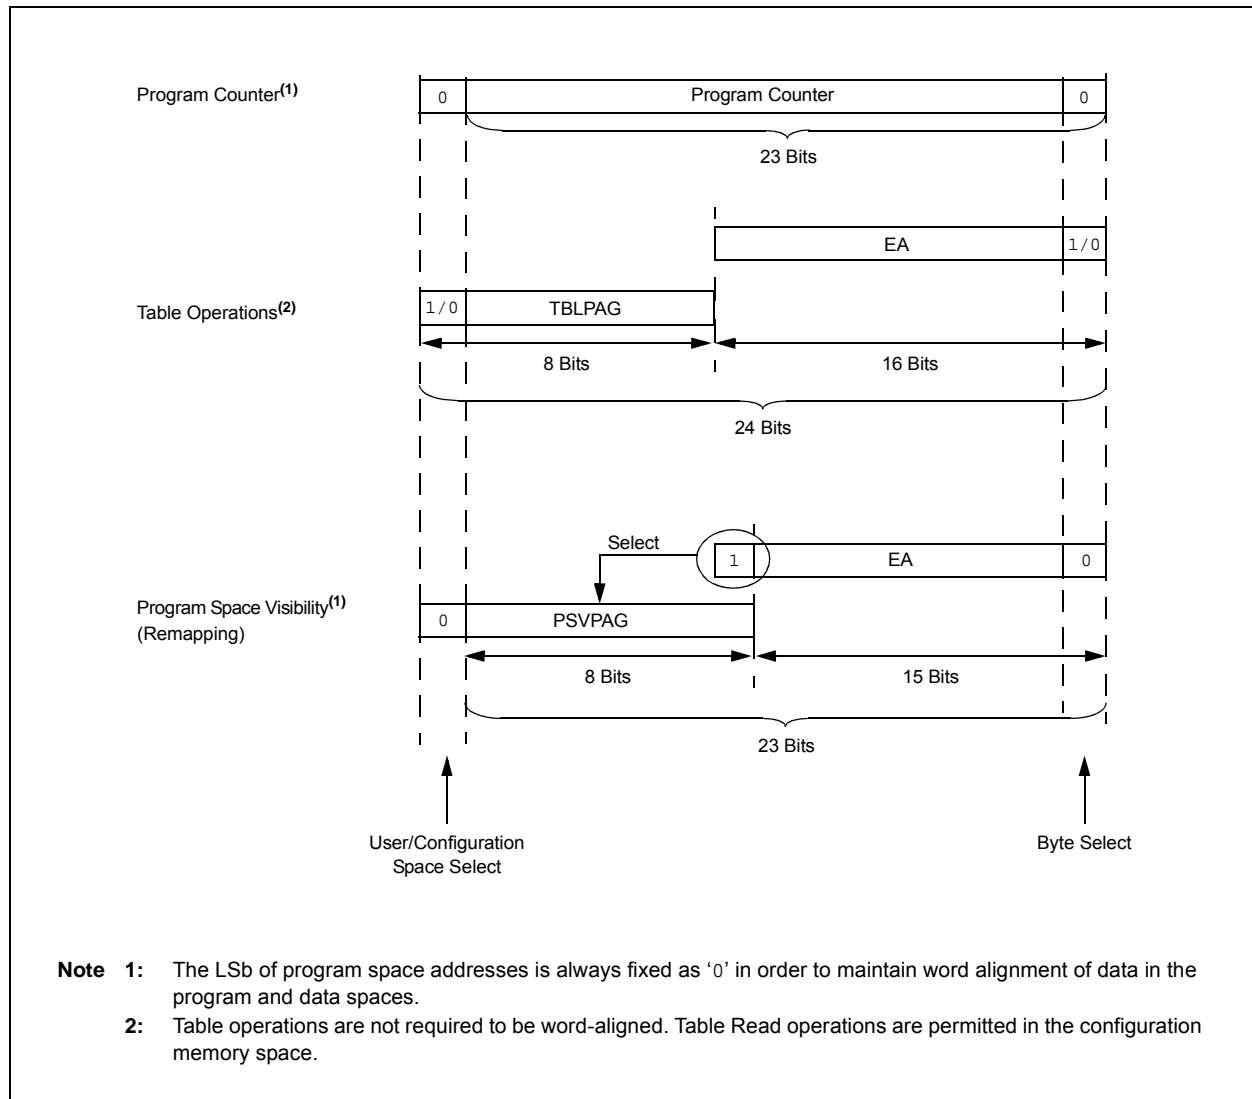 Program Counter(1)
0
Program Counter
0
23 Bits
EA
1/0
Table Operations(2)
1/0
TBLPAG
8 Bits
16 Bits
24 Bits
Select
1
EA
0
Program Space Visibility(1)
(Remapping)
0
PSVPAG
8 Bits
15 Bits
23 Bits
User/Configuration
Space Select
Byte Select
Note 1: The LSb of program space addresses is always fixed as ‘0’ in order to maintain word alignment of data in the
program and data spaces.
2: Table operations are not required to be word-aligned. Table Read operations are permitted in the configuration
memory space.